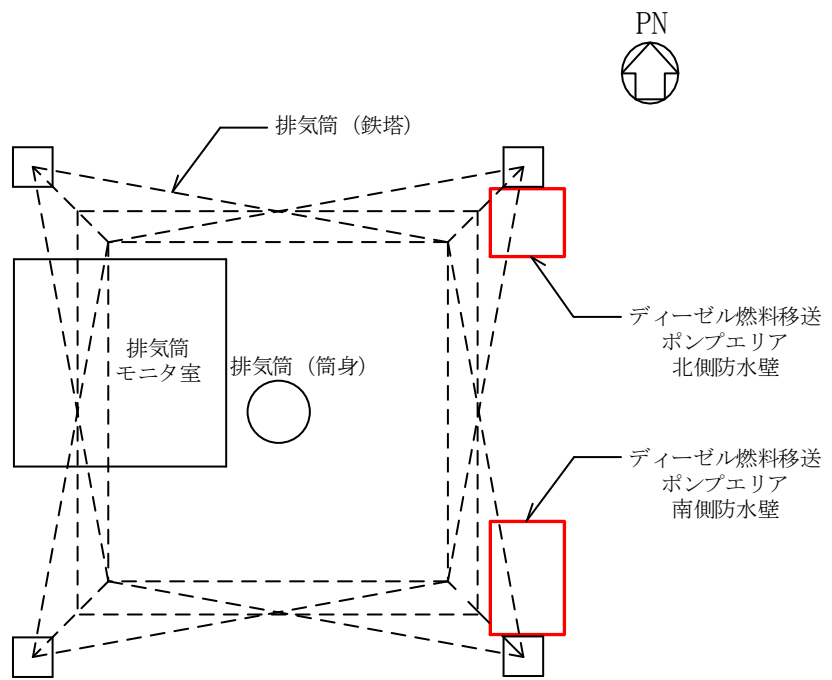 PN
排気筒（鉄塔）
ディーゼル燃料移送
ポンプエリア
北側防水壁
排気筒
モニタ室
排気筒（筒身）
ディーゼル燃料移送
ポンプエリア
南側防水壁